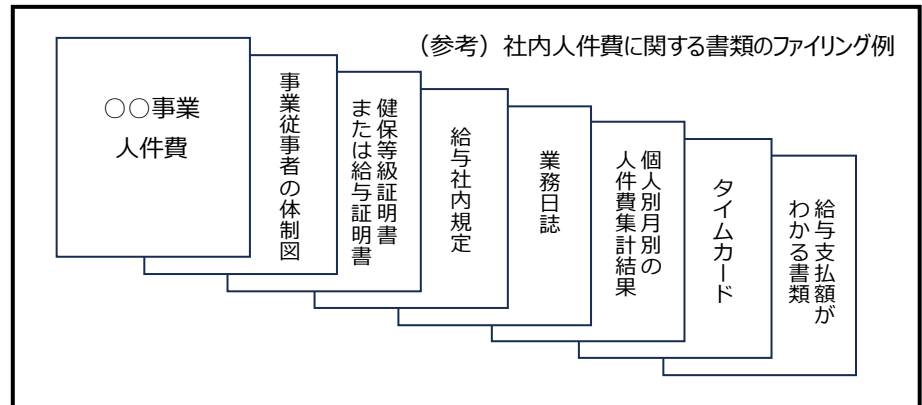 （参考）社内人件費に関する書類のファイリング例
○○事業
人件費
事業従事者の体制図
健保等級証明書
または給与証明書
給与社内規定
業務日誌
個人別月別の
人件費集計結果
タイムカード
給与支払額が
わかる書類